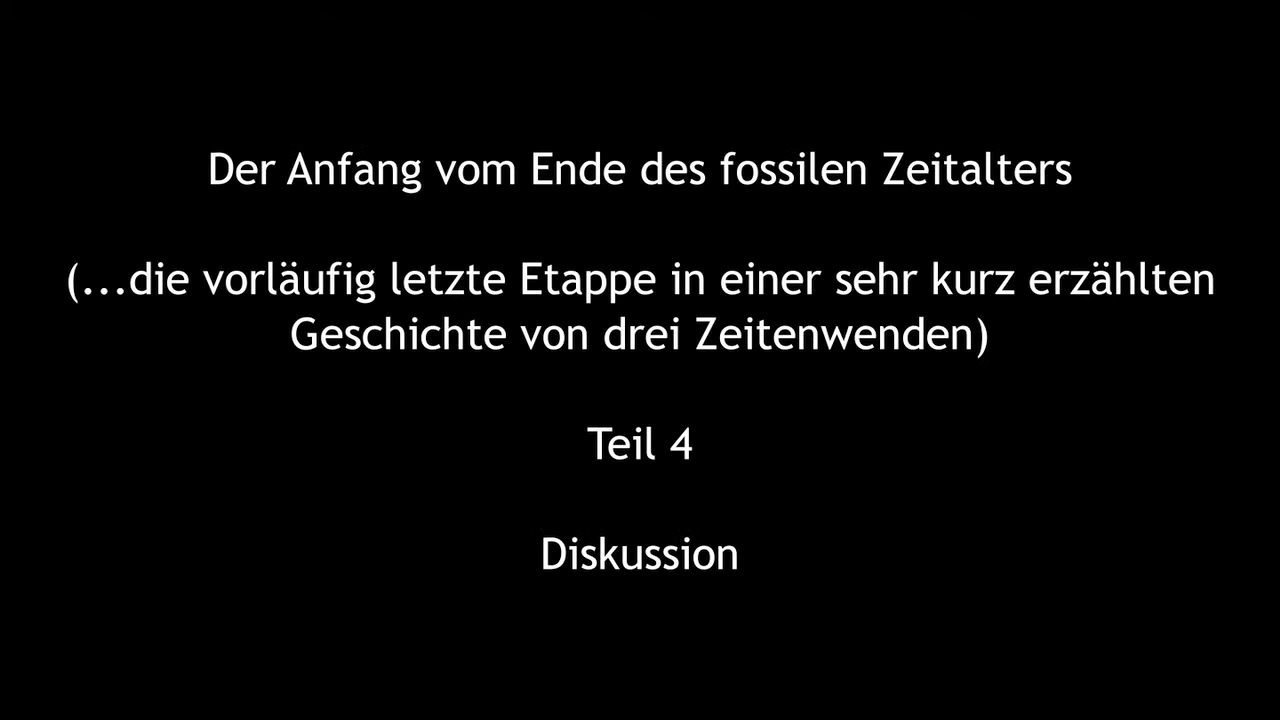 Der Anfang vom Ende des fossilen Zeitalters
(...die vorläufig letzte Etappe in einer sehr kurz erzählten
Geschichte von drei Zeitenwenden)
Teil 4
Diskussion